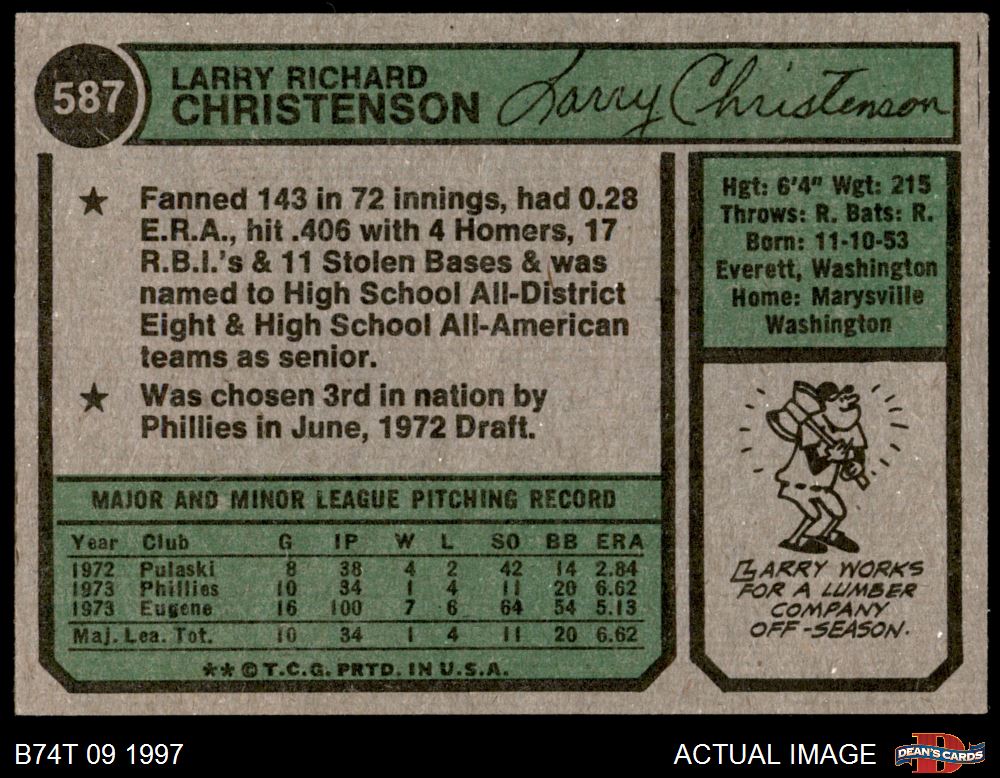 587
LARRY RICHARD
CHRISTENSON
Larry Christenson
★ Fanned 143 in 72 innings, had 0.28
E.R.A., hit .406 with 4 Homers, 17
R.B.I.'s & 11 Stolen Bases & was
named to High School All-District
Eight & High School All-American
teams as senior.
★ Was chosen 3rd in nation by
Phillies in June, 1972 Draft.
Hgt: 6'4" Wgt: 215
Throws: R. Bats: R.
Born: 11-10-53
Everett, Washington
Home: Marysville
Washington
MAJOR AND MINOR LEAGUE PITCHING RECORD
Year Club G IP W L SO BB ERA
1972 Pulaski 8 38 4 2 42 14 2.84
1973 Phillies 10 34 1 4 11 20 6.62
1973 Eugene 16 100 7 6 64 54 5.13
Maj. Lea. Tot. 10 34 1 4 11 20 6.62
** © T.C.G. PRTD. IN U.S.A.
LARRY WORKS
FOR A LUMBER
COMPANY
OFF-SEASON.
B74T 09 1997
ACTUAL IMAGE
D
DEAN'S CARDS